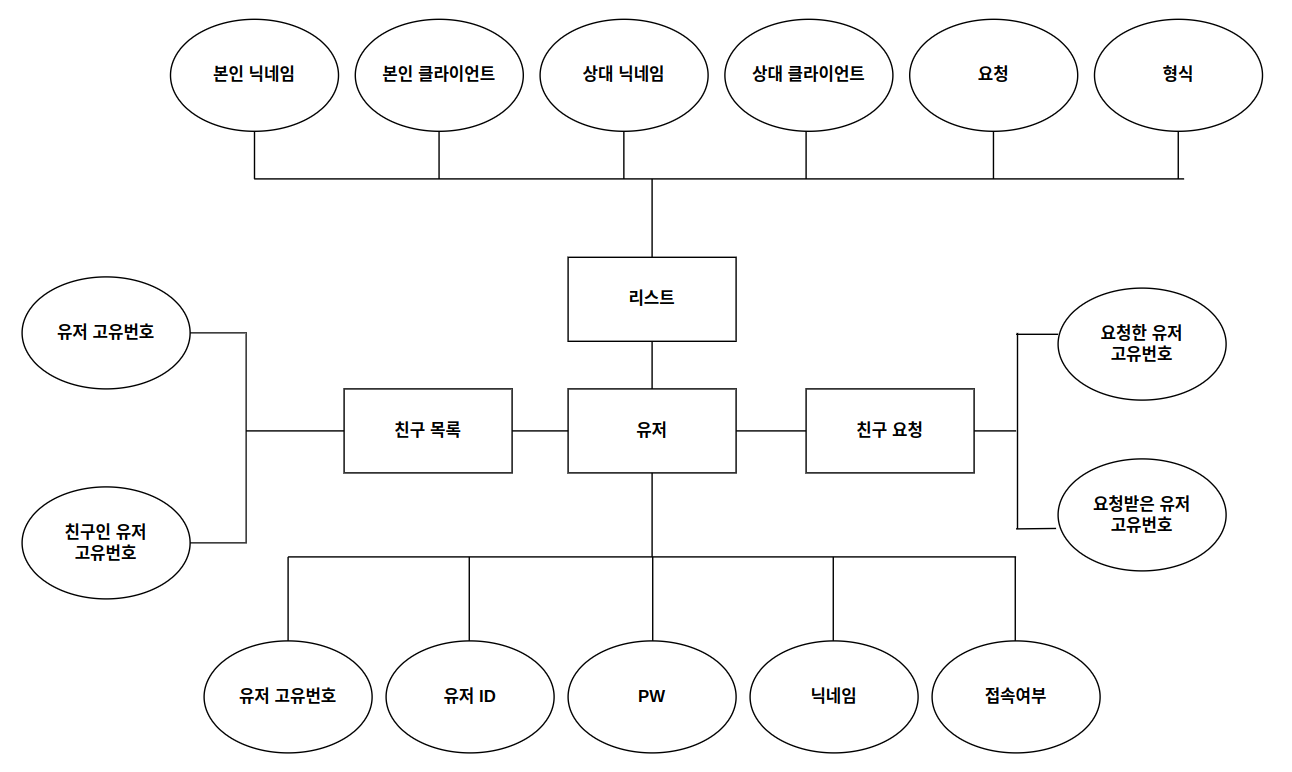 본인 닉네임
본인 클라이언트
상대 닉네임
상대 클라이언트
요청
형식
리스트
유저 고유번호
요청한 유저
고유번호
친구 목록
유저
친구 요청
친구인 유저
고유번호
요청받은 유저
고유번호
유저 고유번호
유저 ID
PW
닉네임
접속여부